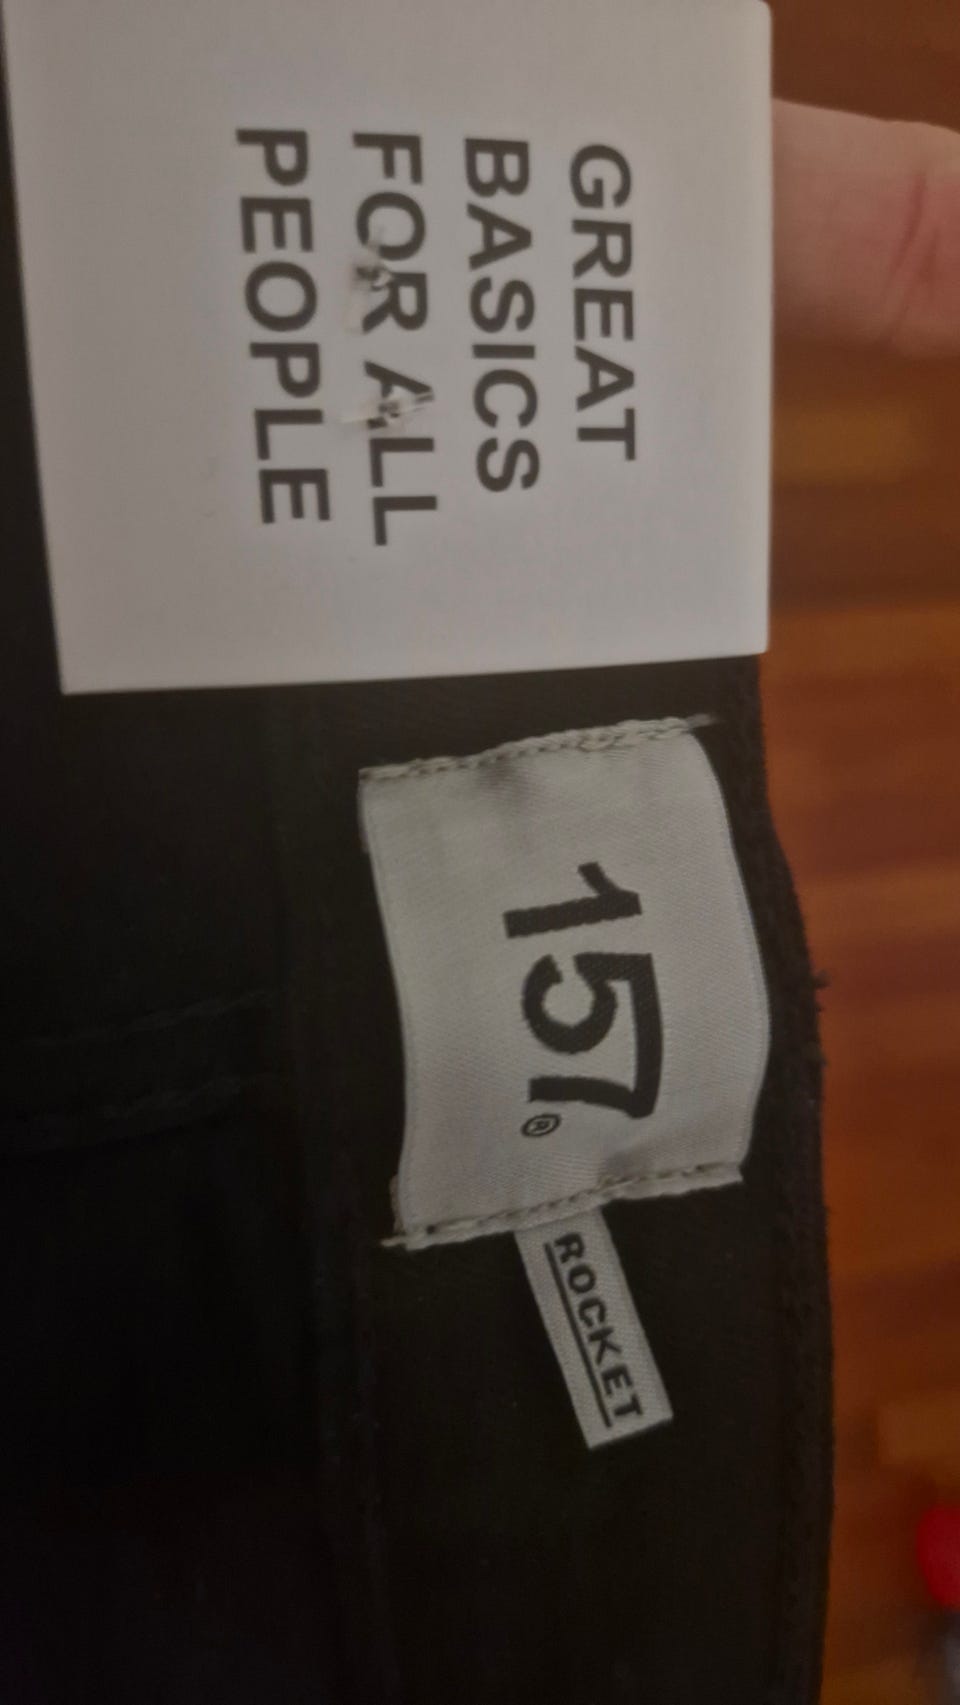 GREAT
BASICS
FOR ALL
PEOPLE
157®
ROCKET